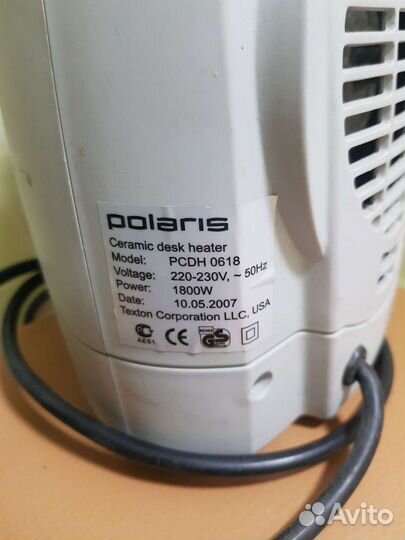 polaris
Ceramic desk heater
Model: PCDH 0618
Voltage: 220-230V, ~ 50Hz
Power: 1800W
Date: 10.05.2007
Texton Corporation LLC, USA
AE51 CE KEMA GS
Avito